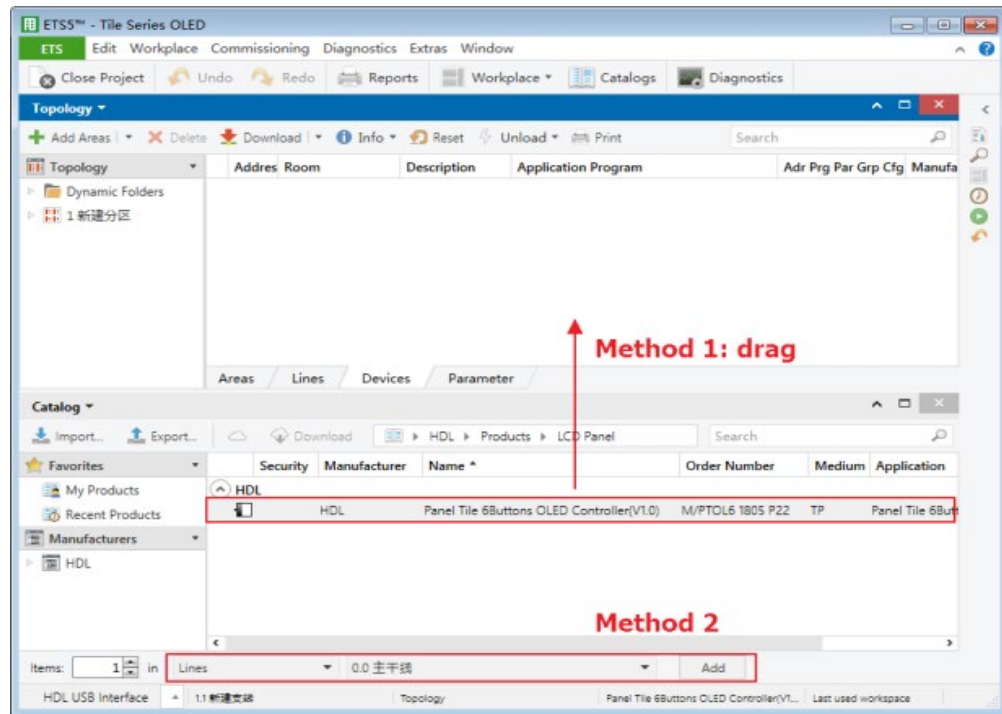 ETS5™ - Tile Series OLED
ETS Edit Workplace Commissioning Diagnostics Extras Window
Close Project Undo Redo Reports Workplace Catalogs Diagnostics
Topology
Add Areas Delete Download Info Reset Unload Print Search
Topology Addres Room Description Application Program Adr Prg Par Grp Cfg Manufa
Dynamic Folders
1 新建分区
Method 1: drag
Areas Lines Devices Parameter
Catalog
Import... Export... Download HDL Products LCD Panel Search
Favorites Security Manufacturer Name Order Number Medium Application
My Products HDL
Recent Products HDL Panel Tile 6Buttons OLED Controller(V1.0) M/PTOL6 180S P22 TP Panel Tile 6Butt
Manufacturers
HDL
Method 2
Items: 1 in Lines 0.0 主干线 Add
HDL USB Interface 1.1 新建支线 Topology Panel Tile 6Buttons OLED Controller(V1... Last used workspace